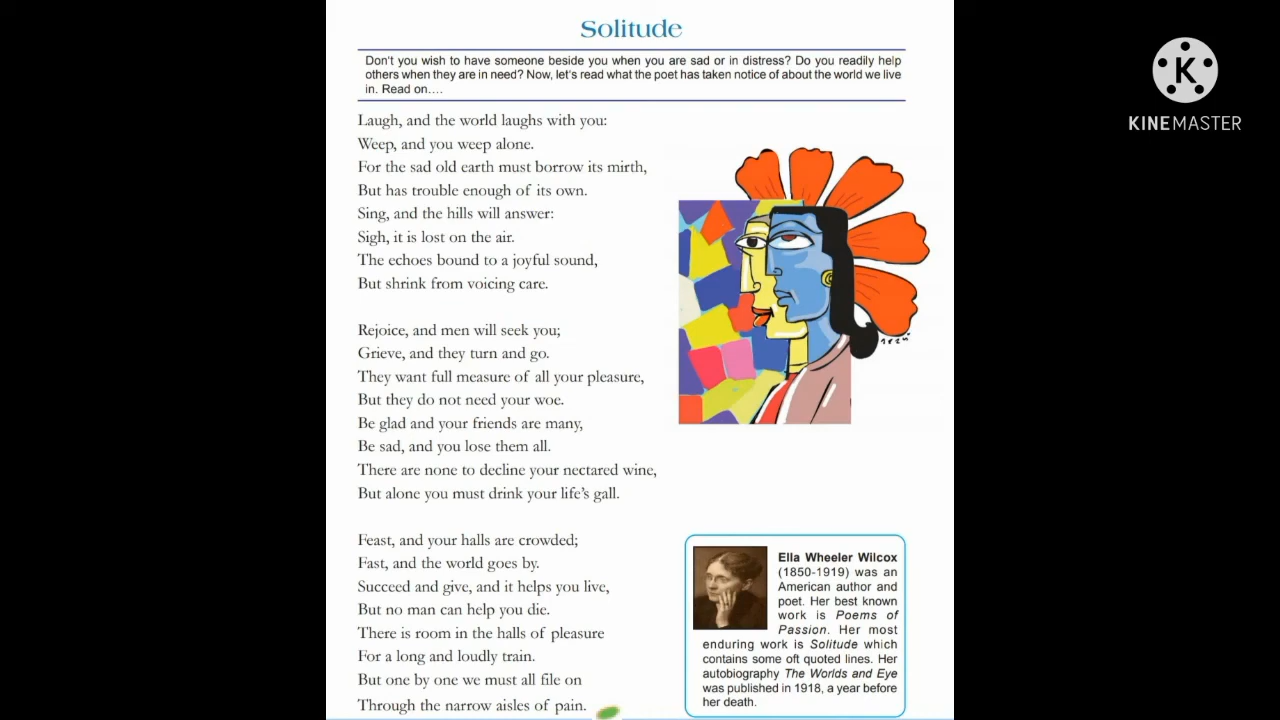 Solitude
Don't you wish to have someone beside you when you are sad or in distress? Do you readily help
others when they are in need? Now, let's read what the poet has taken notice of about the world we live
in. Read on....
Laugh, and the world laughs with you:
Weep, and you weep alone.
For the sad old earth must borrow its mirth,
But has trouble enough of its own.
Sing, and the hills will answer:
Sigh, it is lost on the air.
The echoes bound to a joyful sound,
But shrink from voicing care.
Rejoice, and men will seek you;
Grieve, and they turn and go.
They want full measure of all your pleasure,
But they do not need your woe.
Be glad and your friends are many,
Be sad, and you lose them all.
There are none to decline your nectared wine,
But alone you must drink your life's gall.
Feast, and your halls are crowded;
Fast, and the world goes by.
Succeed and give, and it helps you live,
But no man can help you die.
There is room in the halls of pleasure
For a long and loudly train.
But one by one we must all file on
Through the narrow aisles of pain.
Ella Wheeler Wilcox
(1850-1919) was an
American author and
poet. Her best known
work is Poems of
Passion. Her most
enduring work is Solitude which
contains some oft quoted lines. Her
autobiography The Worlds and Eye
was published in 1918, a year before
her death.
K
KINEMASTER